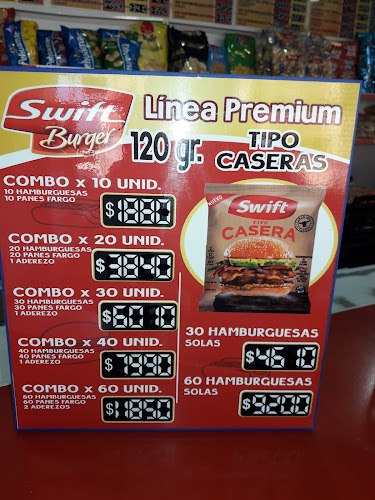 Swift
Burger
Línea Premium
120 gr.
TIPO
CASERAS
COMBO x 10 UNID.
10 HAMBURGUESAS
10 PANES FARGO
COMBO x 20 UNID.
20 HAMBURGUESAS
20 PANES FARGO
1 ADEREZO
$3840
COMBO x 30 UNID.
30 HAMBURGUESAS
30 PANES FARGO
1 ADEREZO
$6010
COMBO x 40 UNID.
40 HAMBURGUESAS
40 PANES FARGO
1 ADEREZO
$7990
COMBO x 60 UNID.
60 HAMBURGUESAS
60 PANES FARGO
2 ADEREZOS
$11850
NUEVO
Swift
TIPO
CASERA
30 HAMBURGUESAS
SOLAS
$4610
60 HAMBURGUESAS
SOLAS
$9200